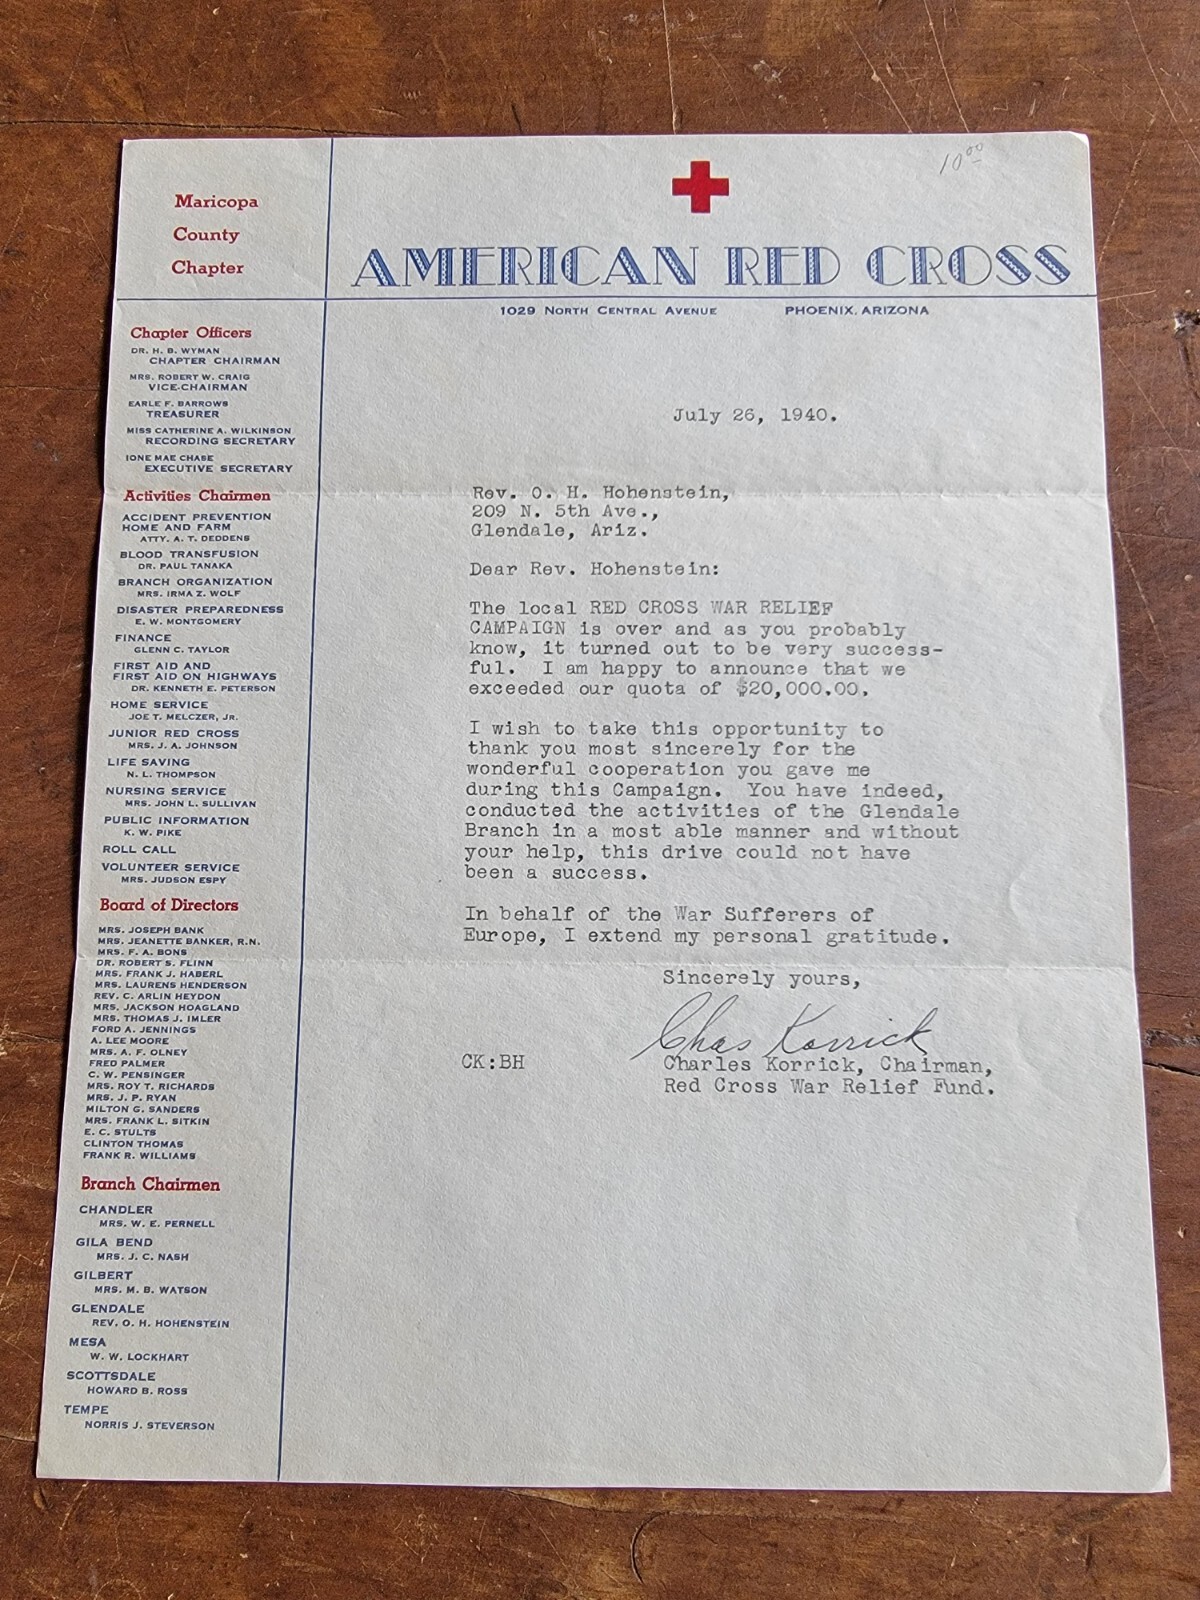 10⁰⁰
Maricopa
County
Chapter
AMERICAN RED CROSS
1029 NORTH CENTRAL AVENUE PHOENIX, ARIZONA
Chapter Officers
DR. H. B. WYMAN
CHAPTER CHAIRMAN
MRS. ROBERT W. CRAIG
VICE-CHAIRMAN
EARLE F. BARROWS
TREASURER
MISS CATHERINE A. WILKINSON
RECORDING SECRETARY
IONE MAE CHASE
EXECUTIVE SECRETARY
Activities Chairmen
ACCIDENT PREVENTION
HOME AND FARM
ATTY. A. T. DEDDENS
BLOOD TRANSFUSION
DR. PAUL TANAKA
BRANCH ORGANIZATION
MRS. IRMA Z. WOLF
DISASTER PREPAREDNESS
E. W. MONTGOMERY
FINANCE
GLENN C. TAYLOR
FIRST AID AND
FIRST AID ON HIGHWAYS
DR. KENNETH E. PETERSON
HOME SERVICE
JOE T. MELCZER, JR.
JUNIOR RED CROSS
MRS. J. A. JOHNSON
LIFE SAVING
N. L. THOMPSON
NURSING SERVICE
MRS. JOHN L. SULLIVAN
PUBLIC INFORMATION
K. W. PIKE
ROLL CALL
VOLUNTEER SERVICE
MRS. JUDSON ESPY
Board of Directors
MRS. JOSEPH BANK
MRS. JEANETTE BANKER, R.N.
MRS. F. A. BONS
DR. ROBERT S. FLINN
MRS. FRANK J. HABERL
MRS. LAURENS HENDERSON
REV. C. ARLIN HEYDON
MRS. JACKSON HOAGLAND
MRS. THOMAS J. IMLER
FORD A. JENNINGS
A. LEE MOORE
MRS. A. F. OLNEY
FRED PALMER
C. W. PENSINGER
MRS. ROY T. RICHARDS
MRS. J. P. RYAN
MILTON G. SANDERS
MRS. FRANK L. SITKIN
E. C. STULTS
CLINTON THOMAS
FRANK R. WILLIAMS
Branch Chairmen
CHANDLER
MRS. W. E. PERNELL
GILA BEND
MRS. J. C. NASH
GILBERT
MRS. M. B. WATSON
GLENDALE
REV. O. H. HOHENSTEIN
MESA
W. W. LOCKHART
SCOTTSDALE
HOWARD B. ROSS
TEMPE
NORRIS J. STEVERSON
July 26, 1940.
Rev. O. H. Hohenstein,
209 N. 5th Ave.,
Glendale, Ariz.
Dear Rev. Hohenstein:
The local RED CROSS WAR RELIEF
CAMPAIGN is over and as you probably
know, it turned out to be very success-
ful. I am happy to announce that we
exceeded our quota of $20,000.00.
I wish to take this opportunity to
thank you most sincerely for the
wonderful cooperation you gave me
during this Campaign. You have indeed,
conducted the activities of the Glendale
Branch in a most able manner and without
your help, this drive could not have
been a success.
In behalf of the War Sufferers of
Europe, I extend my personal gratitude.
Sincerely yours,
Chas Korrick
CK:BH Charles Korrick, Chairman,
Red Cross War Relief Fund.